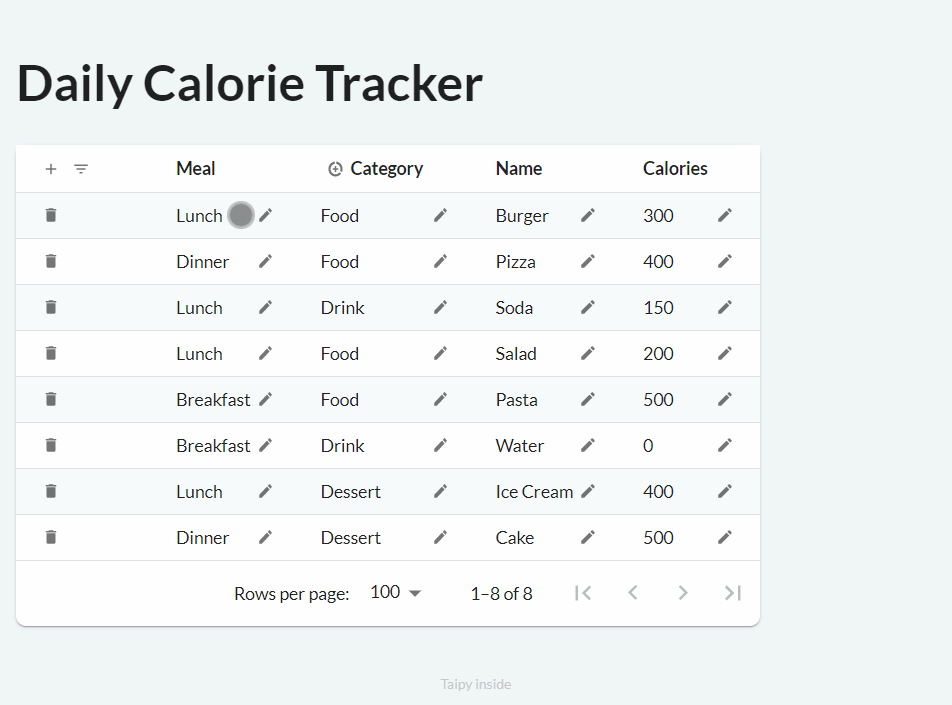 Daily Calorie Tracker
Meal Category Name Calories
Lunch Food Burger 300
Dinner Food Pizza 400
Lunch Drink Soda 150
Lunch Food Salad 200
Breakfast Food Pasta 500
Breakfast Drink Water 0
Lunch Dessert Ice Cream 400
Dinner Dessert Cake 500
Rows per page: 100 1–8 of 8
Taipy inside